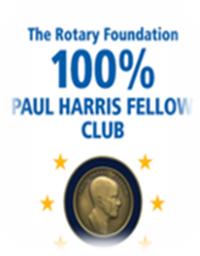 The Rotary Foundation
100%
PAUL HARRIS FELLOW
CLUB